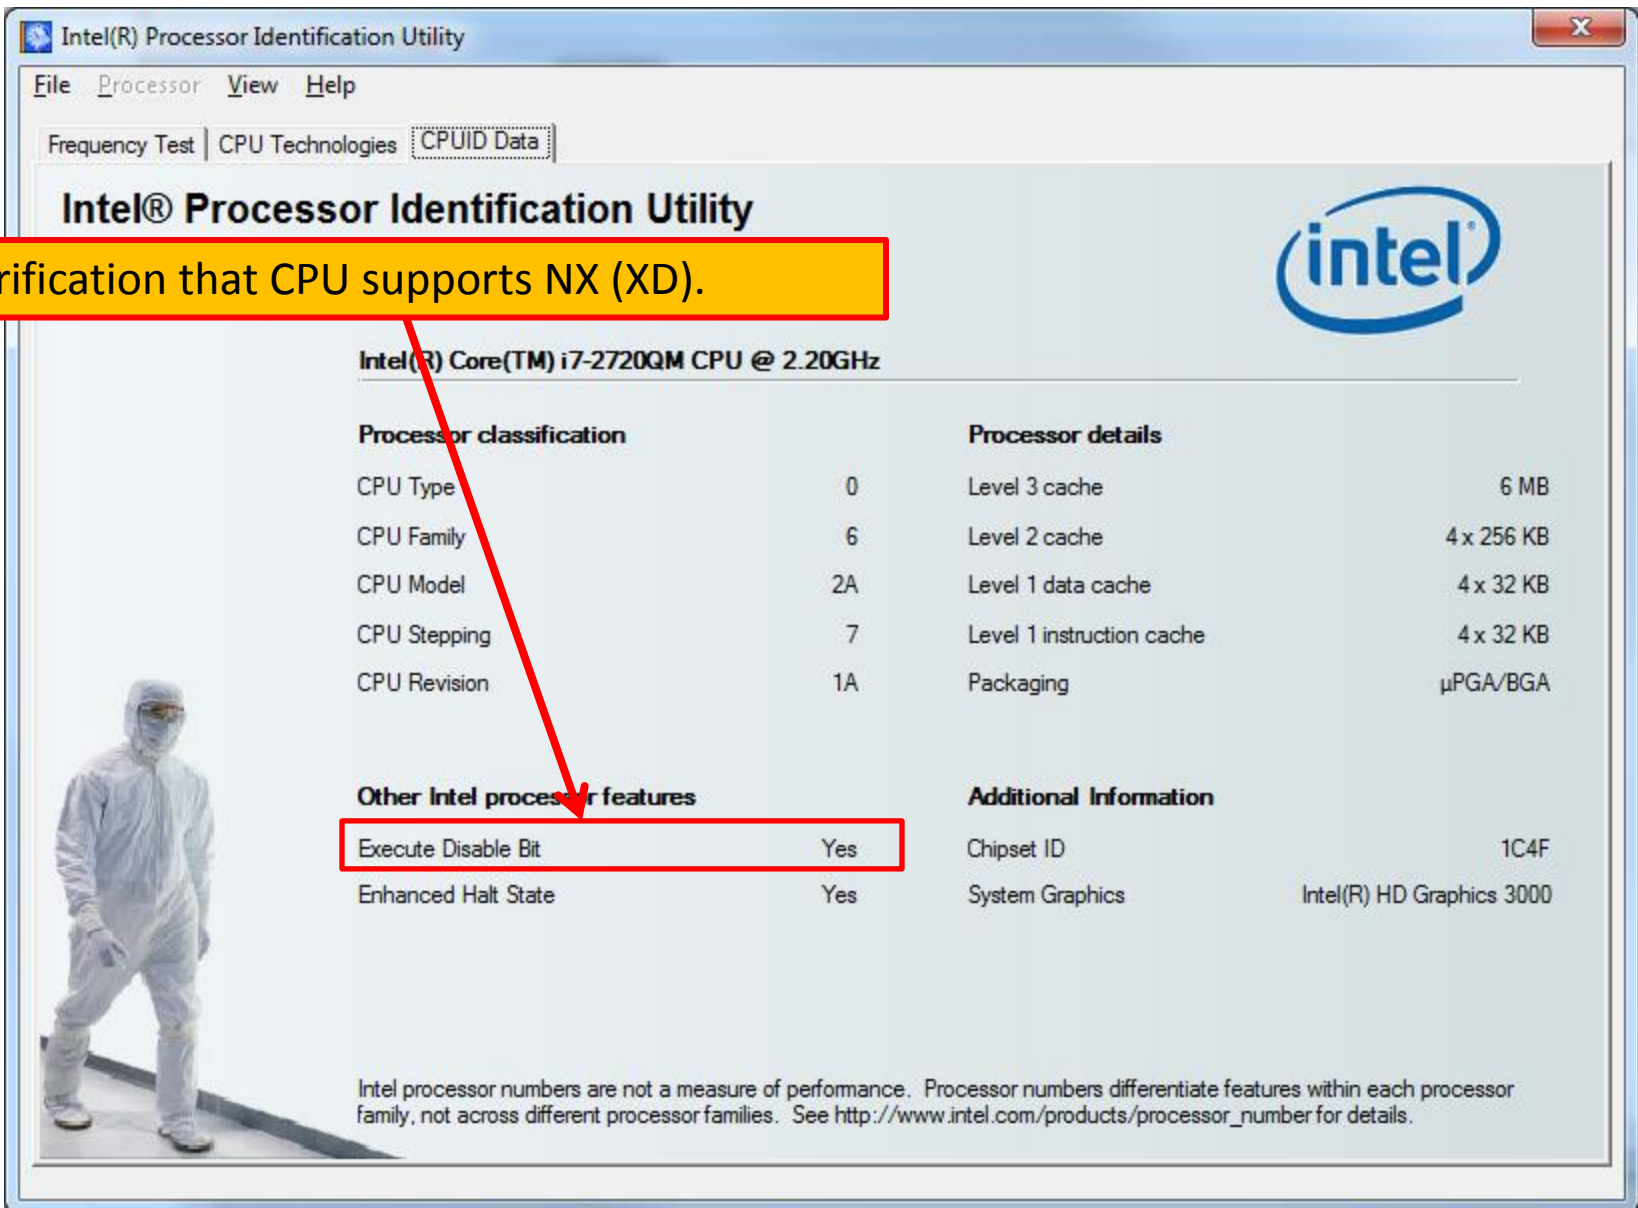 Intel(R) Processor Identification Utility
X
File Processor View Help
Frequency Test CPU Technologies CPUID Data
Intel® Processor Identification Utility
rification that CPU supports NX (XD).
intel®
Intel(R) Core(TM) i7-2720QM CPU @ 2.20GHz
Processor classification
CPU Type 0
CPU Family 6
CPU Model 2A
CPU Stepping 7
CPU Revision 1A
Processor details
Level 3 cache 6 MB
Level 2 cache 4 x 256 KB
Level 1 data cache 4 x 32 KB
Level 1 instruction cache 4 x 32 KB
Packaging µPGA/BGA
Other Intel processor features
Execute Disable Bit Yes
Enhanced Halt State Yes
Additional Information
Chipset ID 1C4F
System Graphics Intel(R) HD Graphics 3000
Intel processor numbers are not a measure of performance. Processor numbers differentiate features within each processor
family, not across different processor families. See http://www.intel.com/products/processor_number for details.